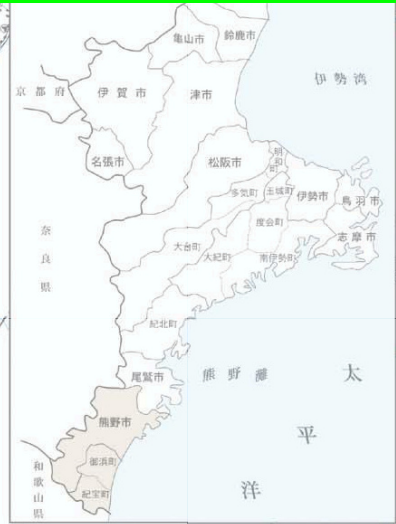 亀山市
鈴鹿市
伊勢湾
京都府
伊賀市
津市
名張市
松阪市
明和町
多気町
玉城町
伊勢市
鳥羽市
度会町
志摩市
奈良県
大台町
大紀町
南伊勢町
紀北町
尾鷲市
熊野灘
太平洋
熊野市
御浜町
和歌山県
紀宝町